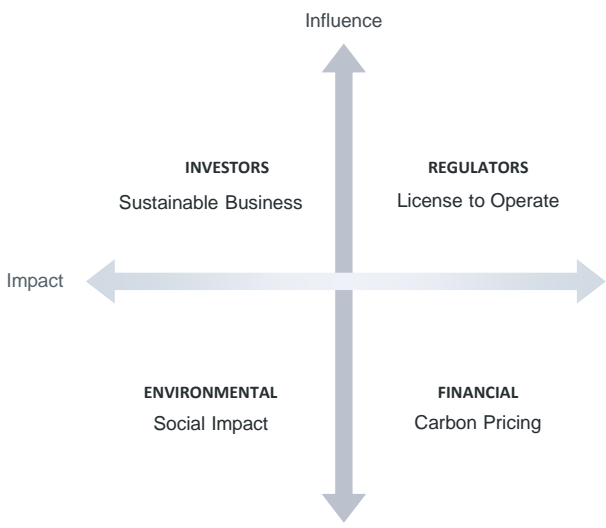 Influence
INVESTORS
REGULATORS
Sustainable Business
License to Operate
Impact
ENVIRONMENTAL
FINANCIAL
Social Impact
Carbon Pricing